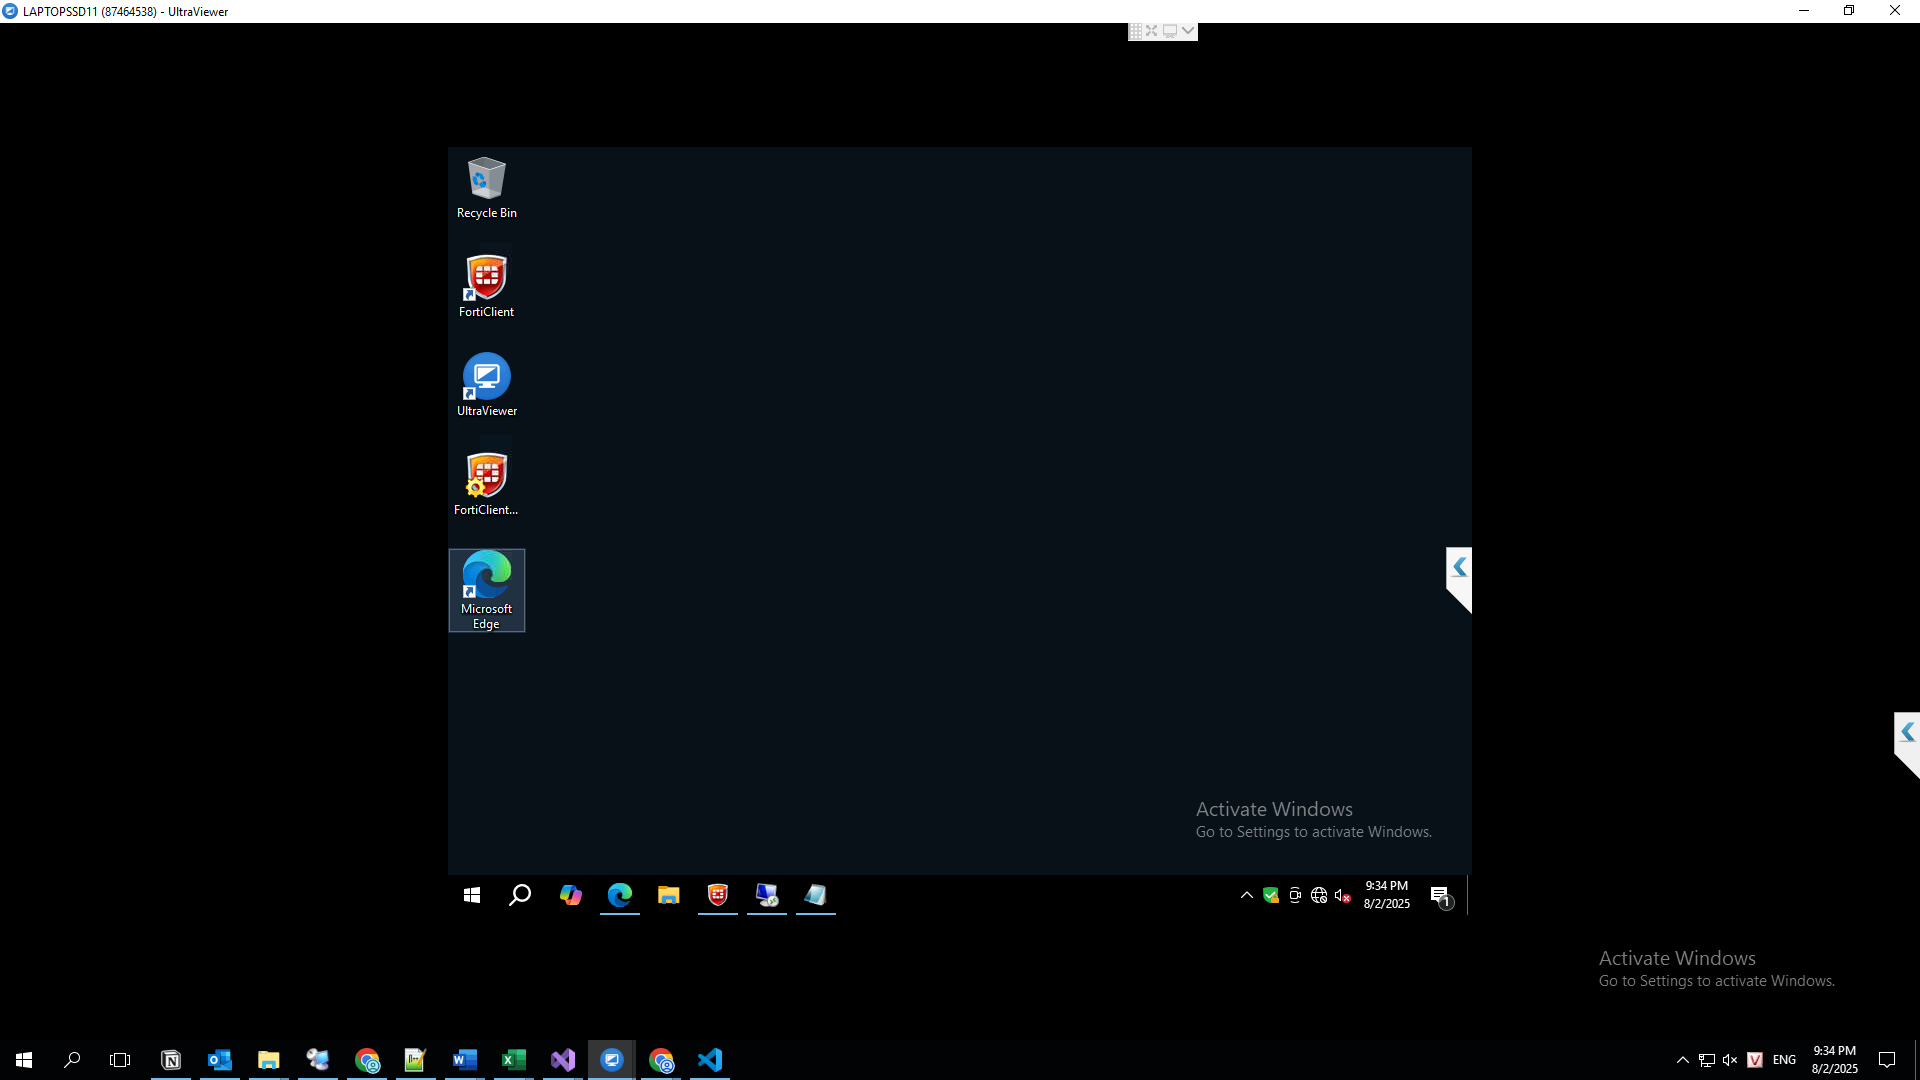 LAPTOPSSD11 (87464538) - UltraViewer
Recycle Bin
FortiClient
UltraViewer
FortiClient...
Microsoft
Edge
Activate Windows
Go to Settings to activate Windows.
9:34 PM
8/2/2025
1
Activate Windows
Go to Settings to activate Windows.
ENG
9:34 PM
8/2/2025